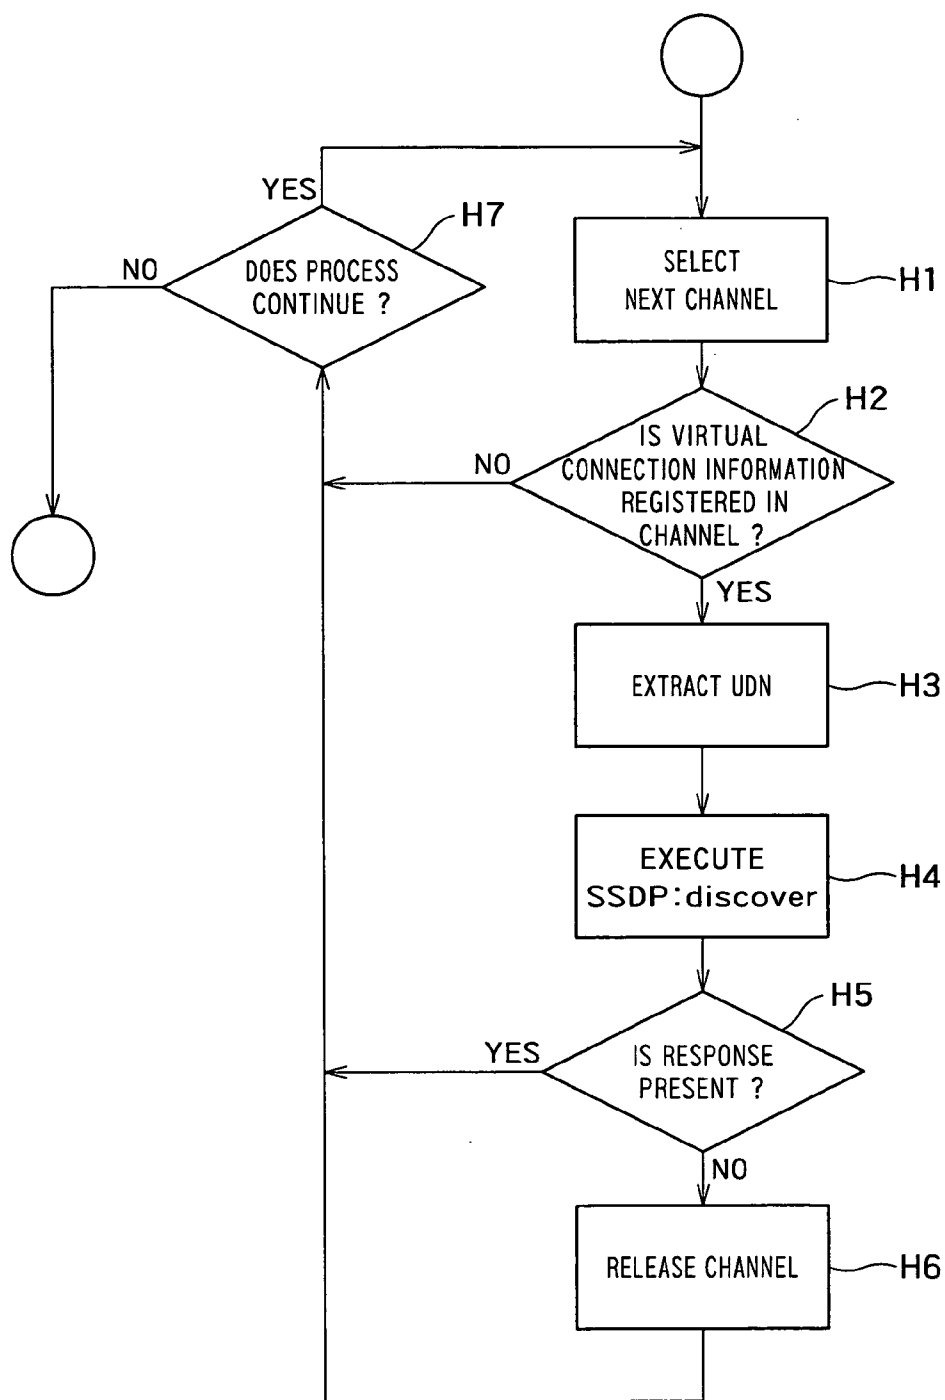 YES
H7
NO
DOES PROCESS
CONTINUE ?
SELECT
NEXT CHANNEL
H1
H2
IS VIRTUAL
CONNECTION INFORMATION
REGISTERED IN
CHANNEL ?
NO
YES
EXTRACT UDN
H3
EXECUTE
SSDP:discover
H4
H5
YES
IS RESPONSE
PRESENT ?
NO
RELEASE CHANNEL
H6